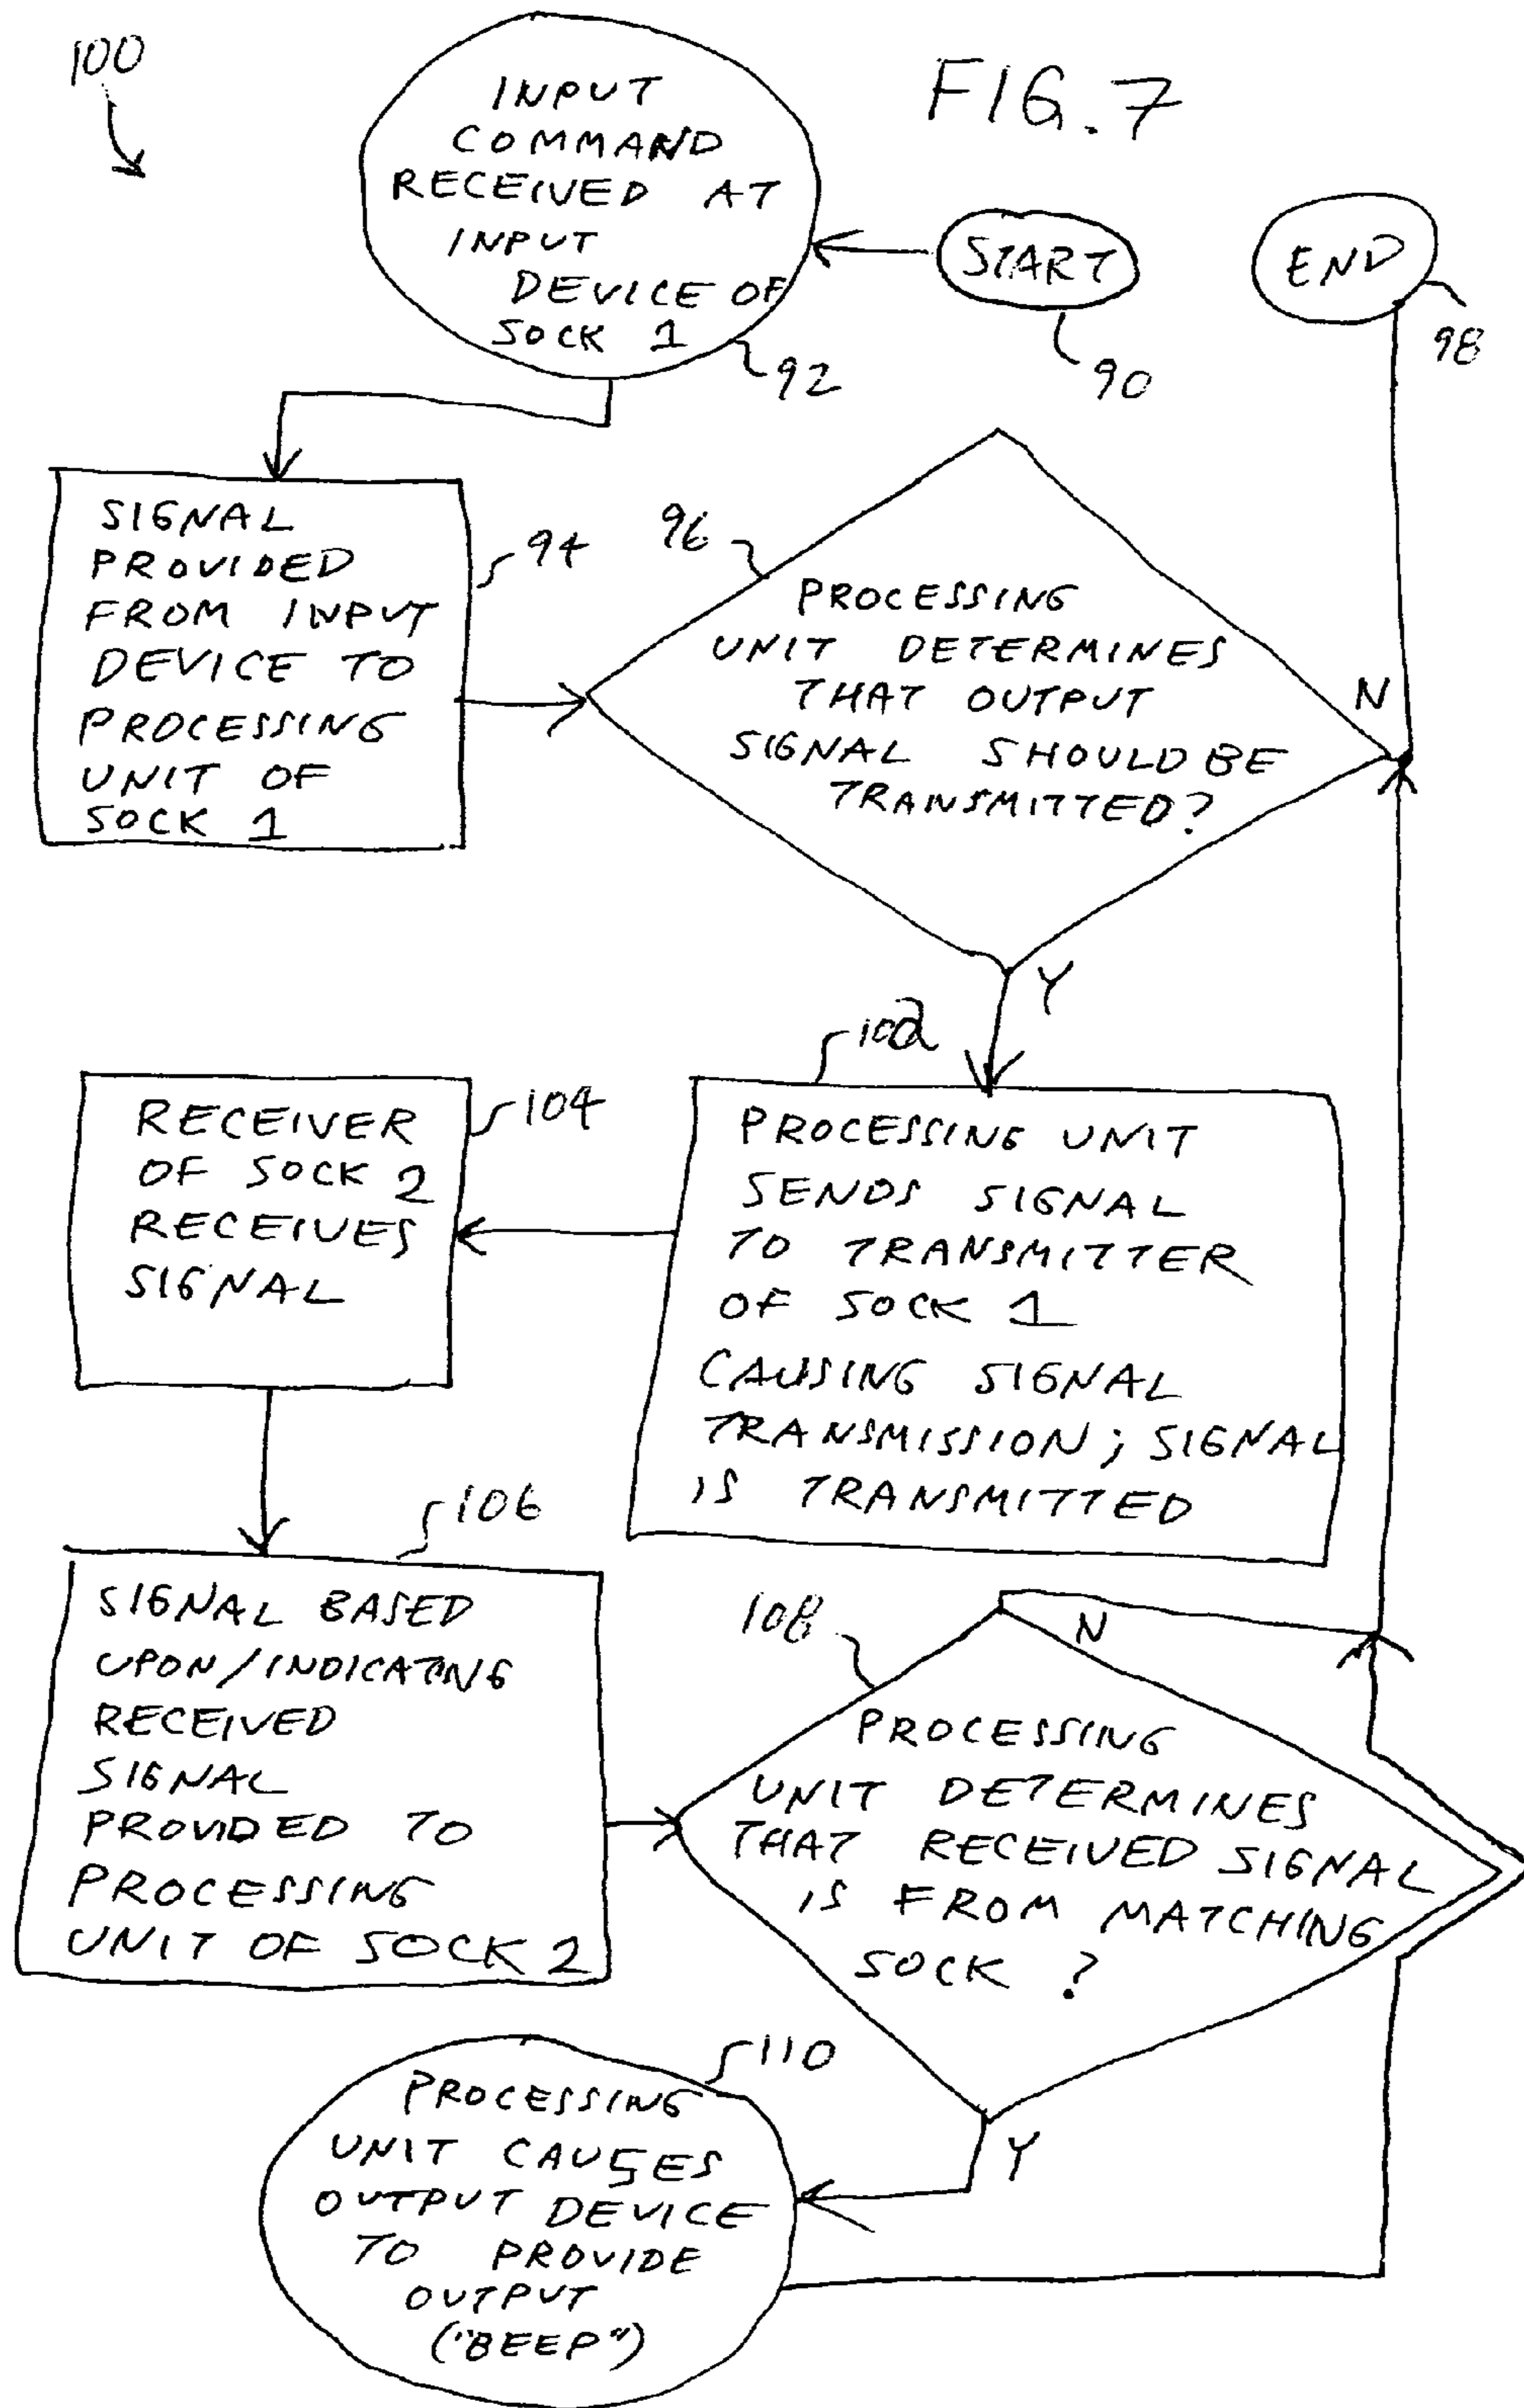 100
FIG. 7
INPUT
COMMAND
RECEIVED AT
INPUT
DEVICE OF
SOCK 1
92
START
90
END
98
SIGNAL
PROVIDED
FROM INPUT
DEVICE TO
PROCESSING
UNIT OF
SOCK 1
94
96
PROCESSING
UNIT DETERMINES
THAT OUTPUT
SIGNAL SHOULD BE
TRANSMITTED?
N
Y
102
PROCESSING UNIT
SENDS SIGNAL
TO TRANSMITTER
OF SOCK 1
CAUSING SIGNAL
TRANSMISSION; SIGNAL
IS TRANSMITTED
104
RECEIVER
OF SOCK 2
RECEIVES
SIGNAL
106
SIGNAL BASED
UPON/INDICATNG
RECEIVED
SIGNAL
PROVIDED TO
PROCESSING
UNIT OF SOCK 2
108
N
PROCESSING
UNIT DETERMINES
THAT RECEIVED SIGNAL
IS FROM MATCHING
SOCK ?
Y
110
PROCESSING
UNIT CAUSES
OUTPUT DEVICE
TO PROVIDE
OUTPUT
("BEEP")